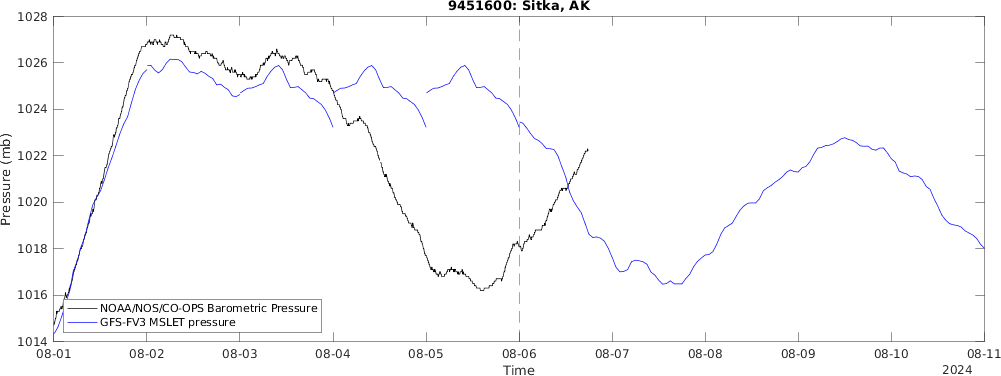 9451600: Sitka, AK
1028
1026
1024
1022
1020
1018
1016
1014
Pressure (mb)
NOAA/NOS/CO-OPS Barometric Pressure
GFS-FV3 MSLET pressure
08-01 08-02 08-03 08-04 08-05 08-06 08-07 08-08 08-09 08-10 08-11
Time
2024